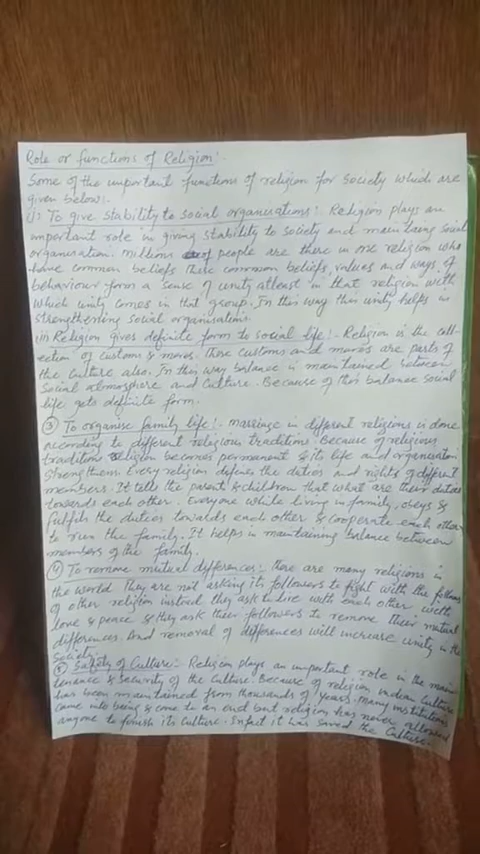 Role or functions of Religion:-
Some of the important functions of religion for Society which are
given below:-
(i) To give stability to social organisations:- Religion plays an
important role in giving stability to society and maintaing social
organisation. millions of people are there in one religion who
have common beliefs These common beliefs, values and ways of
behaviour form a sense of unity atleast in that religion with
which unity comes in that group. In this way this unity helps in
strengthening social organisation.
(ii) Religion gives definite form to social life:- Religion is the coll-
ection of customs & mores. These customs and mores are parts of
the culture also. In this way balance is maintained between
social atmosphere and culture. Because of this balance social
life gets definite form.
(3) To organise family life:- marriage in different religions is done
according to different religious traditions. Because of religious
traditions religion becomes permanent & its life and organisation
strengthens. Every religion defines the duties and rights of different
members. It tells the parents & children that what are their duties
towards each other. Everyone while living in family, obeys &
fulfils the duties towards each other & cooperate each other
to run the family. It helps in maintaining balance between
members of the family.
(4) To remove mutual differences:- there are many religions in
the world. They are not asking its followers to fight with the followers
of other religion instead they ask to live with each other with
love & peace & they ask their followers to remove their mutual
differences. And removal of differences will increase unity in the
society.
(5) Safety of Culture:- Religion plays an important role in the main-
tenance & security of the culture. Because of religion indian culture
has been maintained from thousands of years. Many institutions
came into being & come to an end but religion has never allowed
anyone to finish its culture. Infact it has saved the culture.